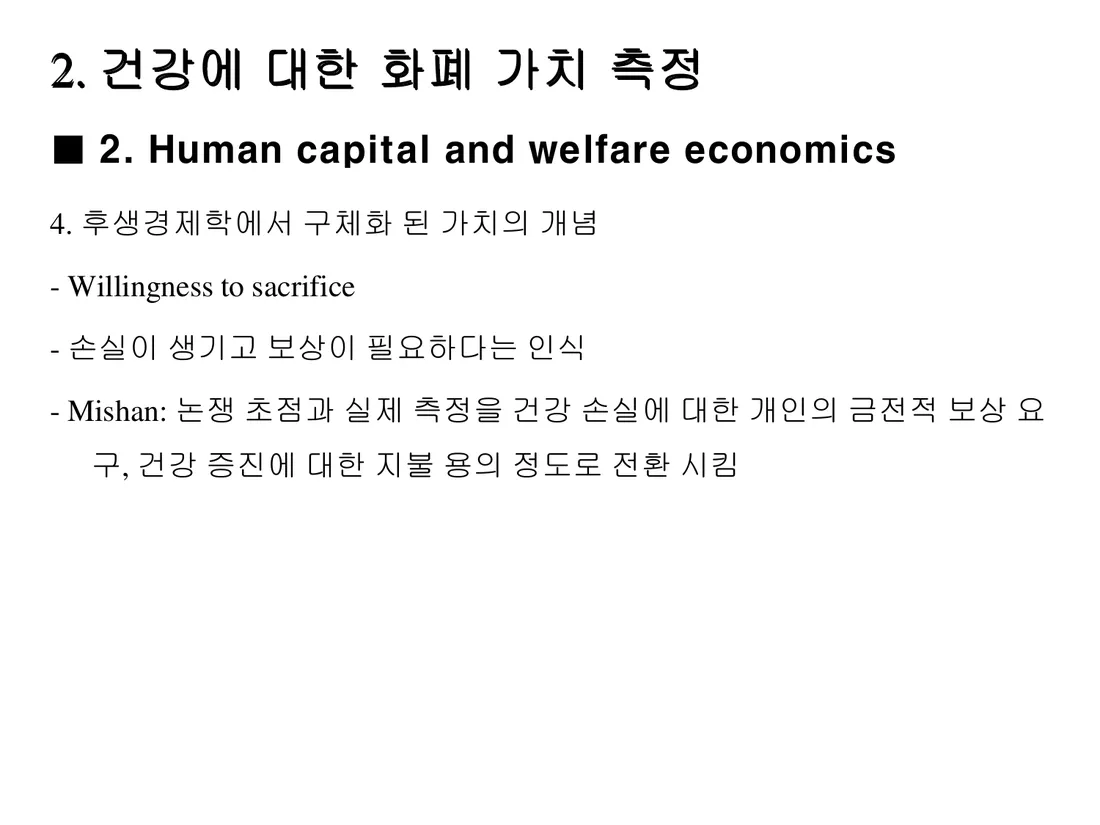 2. 건강에 대한 화폐 가치 측정
■ 2. Human capital and welfare economics
4. 후생경제학에서 구체화 된 가치의 개념
- Willingness to sacrifice
- 손실이 생기고 보상이 필요하다는 인식
- Mishan: 논쟁 초점과 실제 측정을 건강 손실에 대한 개인의 금전적 보상 요
구, 건강 증진에 대한 지불 용의 정도로 전환 시킴